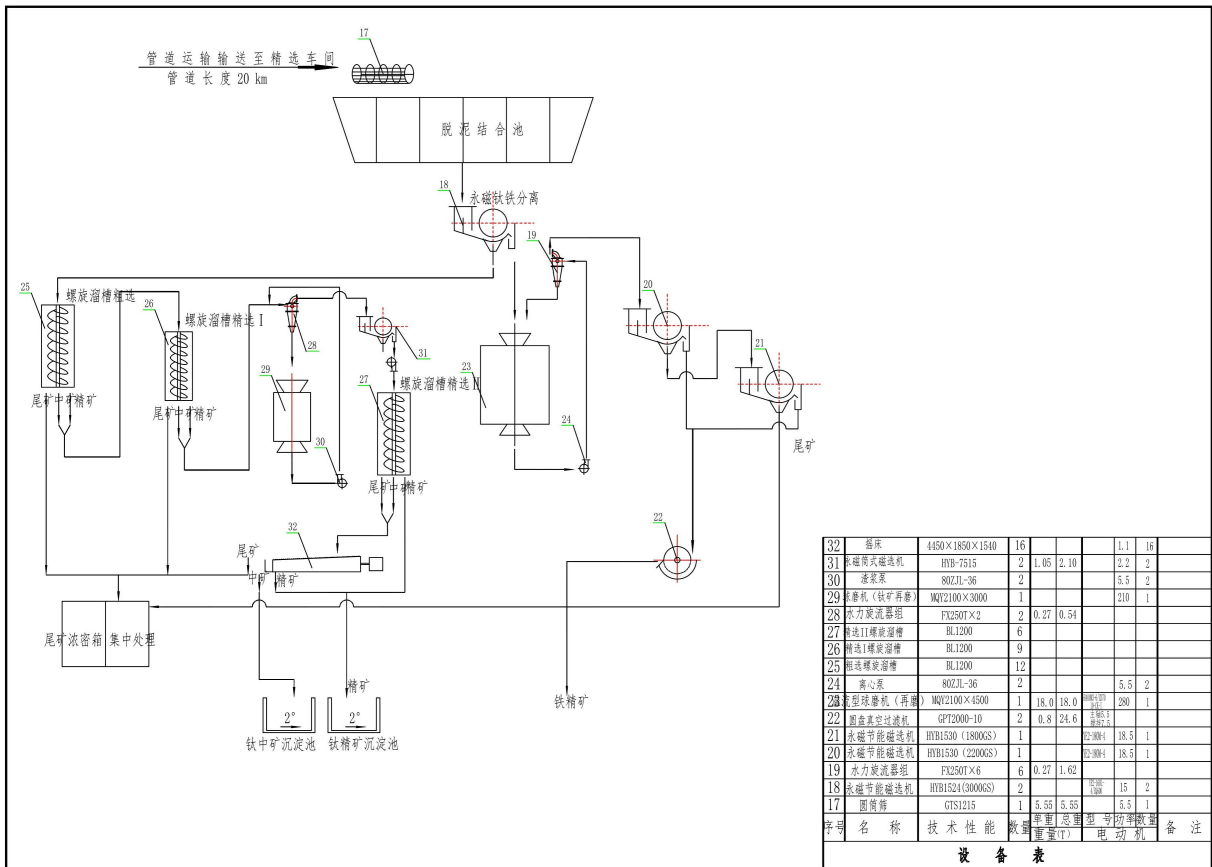 17
管道运输输送至精选车间
管道长度 20 km
脱泥结合池
18
永磁钛铁分离
19
20
21
25
螺旋溜槽粗选
26
螺旋溜槽精选 I
28
31
27
螺旋溜槽精选 II
29
23
24
30
尾矿 中矿 精矿
尾矿 中矿 精矿
尾矿 中矿 精矿
尾矿
22
32
尾矿
中矿 精矿
尾矿浓密箱 集中处理
精矿
铁精矿
2° 2°
钛中矿沉淀池 钛精矿沉淀池
32 摇床 4450×1850×1540 16 1.1 16
31 永磁筒式磁选机 HYB-7515 2 1.05 2.10 2.2 2
30 渣浆泵 80ZJL-36 2 5.5 2
29 球磨机（钛矿再磨） MQY2100×3000 1 210 1
28 水力旋流器组 FX250T×2 2 0.27 0.54
27 精选II螺旋溜槽 BL1200 6
26 精选I螺旋溜槽 BL1200 9
25 粗选螺旋溜槽 BL1200 12
24 离心泵 80ZJL-36 2 5.5 2
流型球磨机（再磨） MQY2100×4500 1 18.0 18.0 280 1
22 圆盘真空过滤机 GPT2000-10 2 0.8 24.6
21 永磁节能磁选机 HYB1530 (1800GS) 1 18.5 1
20 永磁节能磁选机 HYB1530 (2200GS) 1 18.5 1
19 水力旋流器组 FX250T×6 6 0.27 1.62
18 永磁节能磁选机 HYB1524(3000GS) 2 15 2
17 圆筒筛 GTS1215 1 5.55 5.55 5.5 1
序号 名称 技术性能 数量 单重 总重 型号 功率 数量 备注
重量(T) 电动机
设备表